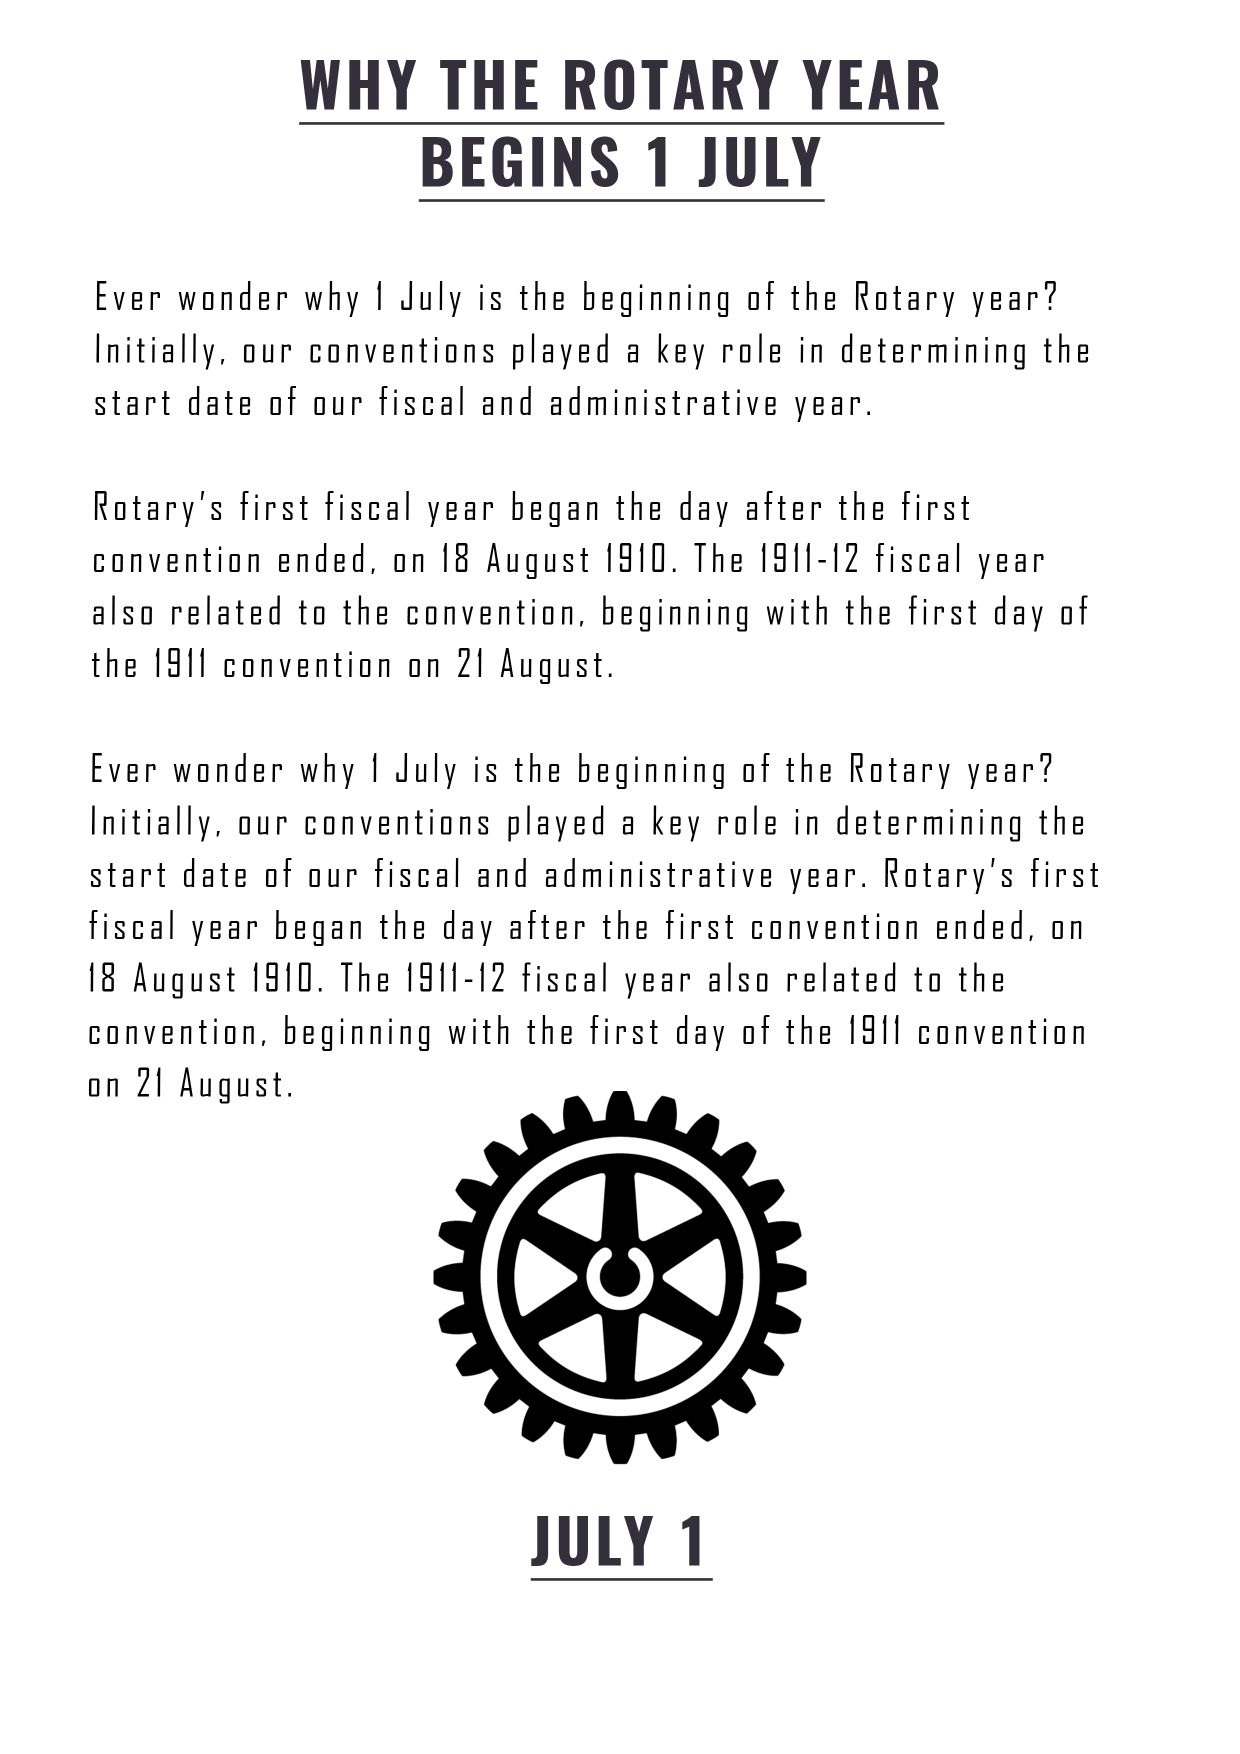 WHY THE ROTARY YEAR
BEGINS 1 JULY
Ever wonder why 1 July is the beginning of the Rotary year?
Initially, our conventions played a key role in determining the
start date of our fiscal and administrative year.
Rotary’s first fiscal year began the day after the first
convention ended, on 18 August 1910. The 1911-12 fiscal year
also related to the convention, beginning with the first day of
the 1911 convention on 21 August.
Ever wonder why 1 July is the beginning of the Rotary year?
Initially, our conventions played a key role in determining the
start date of our fiscal and administrative year. Rotary’s first
fiscal year began the day after the first convention ended, on
18 August 1910. The 1911-12 fiscal year also related to the
convention, beginning with the first day of the 1911 convention
on 21 August.
JULY 1